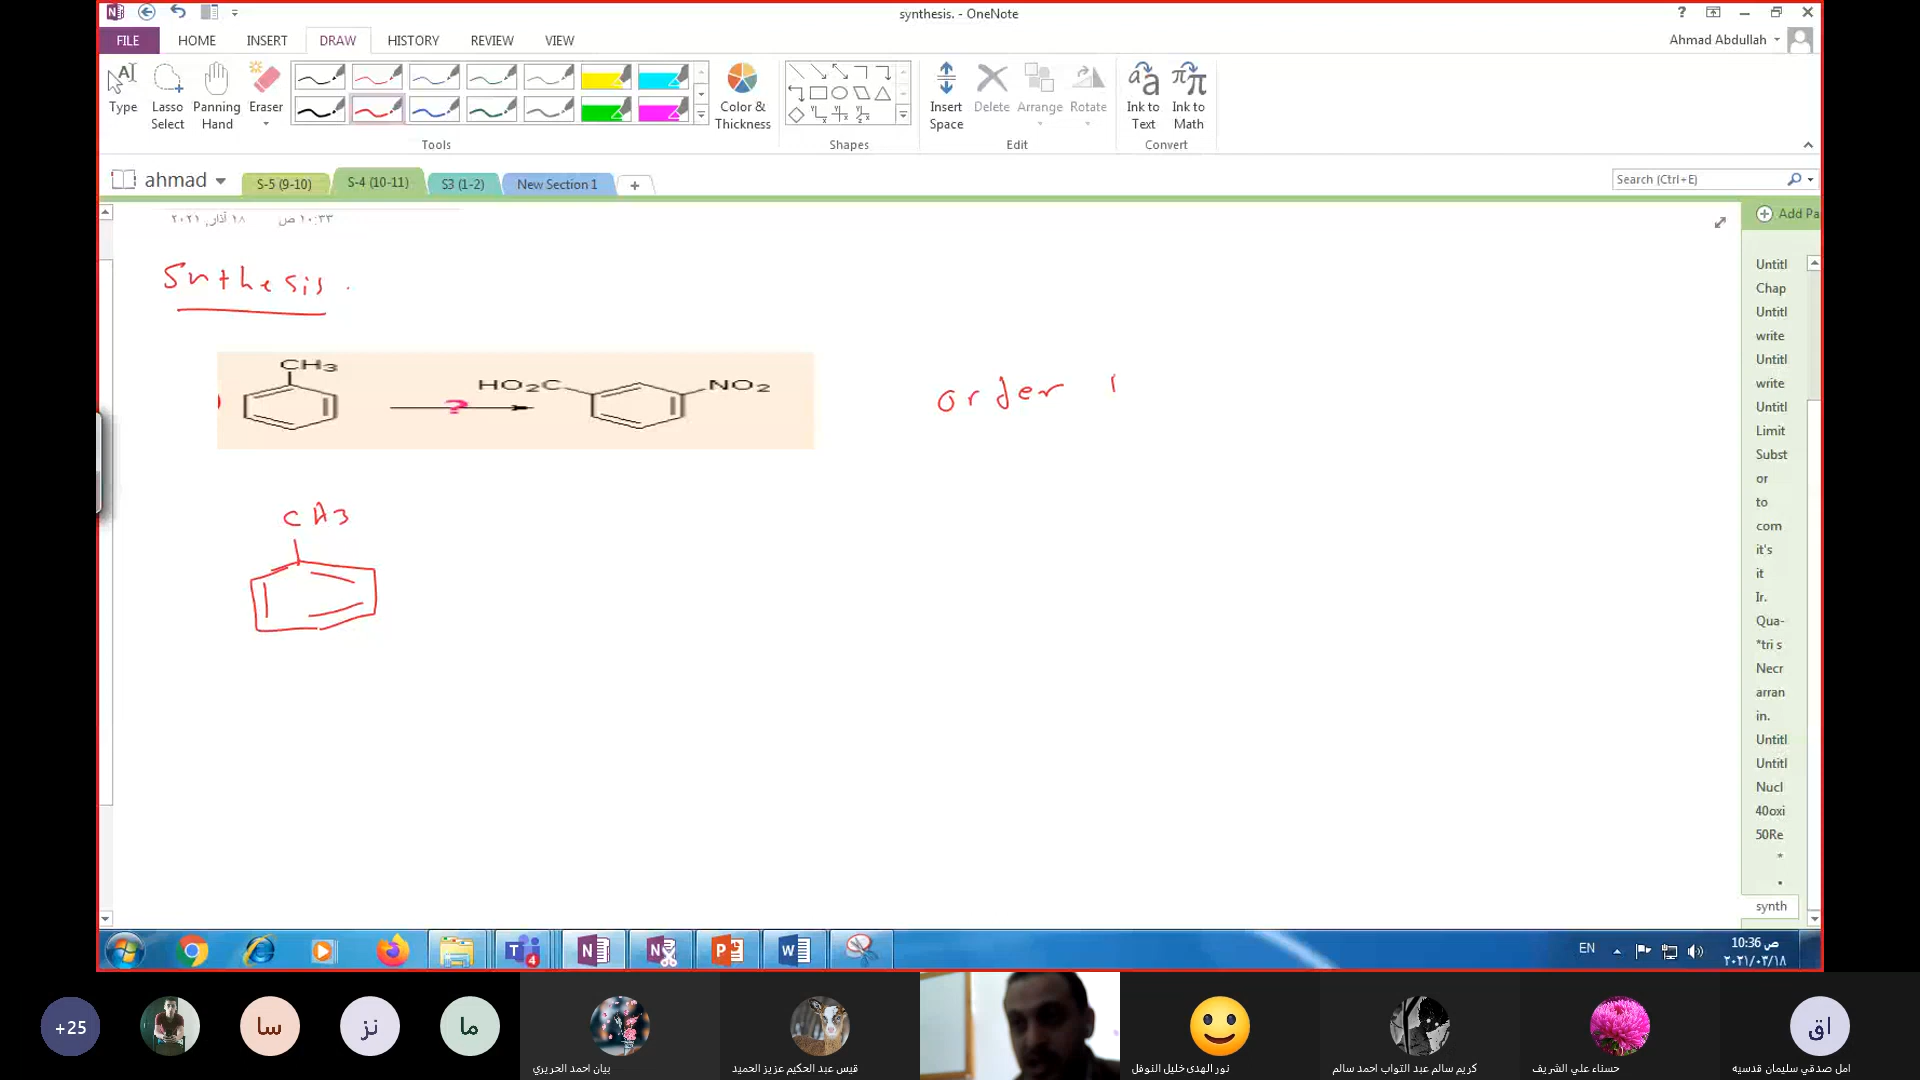 synthesis. - OneNote
Ahmad Abdullah
FILE HOME INSERT DRAW HISTORY REVIEW VIEW
Type
Lasso Select
Panning Hand
Eraser
Color & Thickness
Insert Space
Delete
Arrange
Rotate
Ink to Text
Ink to Math
Tools
Shapes
Edit
Convert
ahmad
S-5 (9-10)
S-4 (10-11)
S3 (1-2)
New Section 1
Search (Ctrl+E)
١٨ آذار, ٢٠٢١ ١٠:٣٣ ص
Add Pa
Snthesis.
CH3
?
HO2C
NO2
order
CH3
Untitl
Chap
Untitl
write
Untitl
write
Untitl
Limit
Subst
or
to
com
it's
it
Ir.
Qua-
*tri s
Necr
arran
in.
Untitl
Untitl
Nucl
40oxi
50Re
*
synth
4
EN
10:36 ص
٢٠٢١/٠٣/١٨
+25
سا
نز
ما
بيان احمد الحريري
قيس عبد الحكيم عزيز الحميد
نور الهدى خليل النوفل
كريم سالم عبد التواب احمد سالم
حسناء علي الشريف
اق
امل صدقي سليمان قدسيه